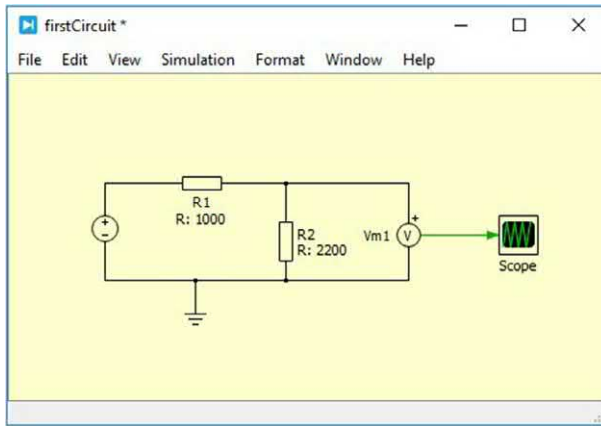 firstCircuit *
File Edit View Simulation Format Window Help
R1
R: 1000
R2
R: 2200
Vm1
V
Scope